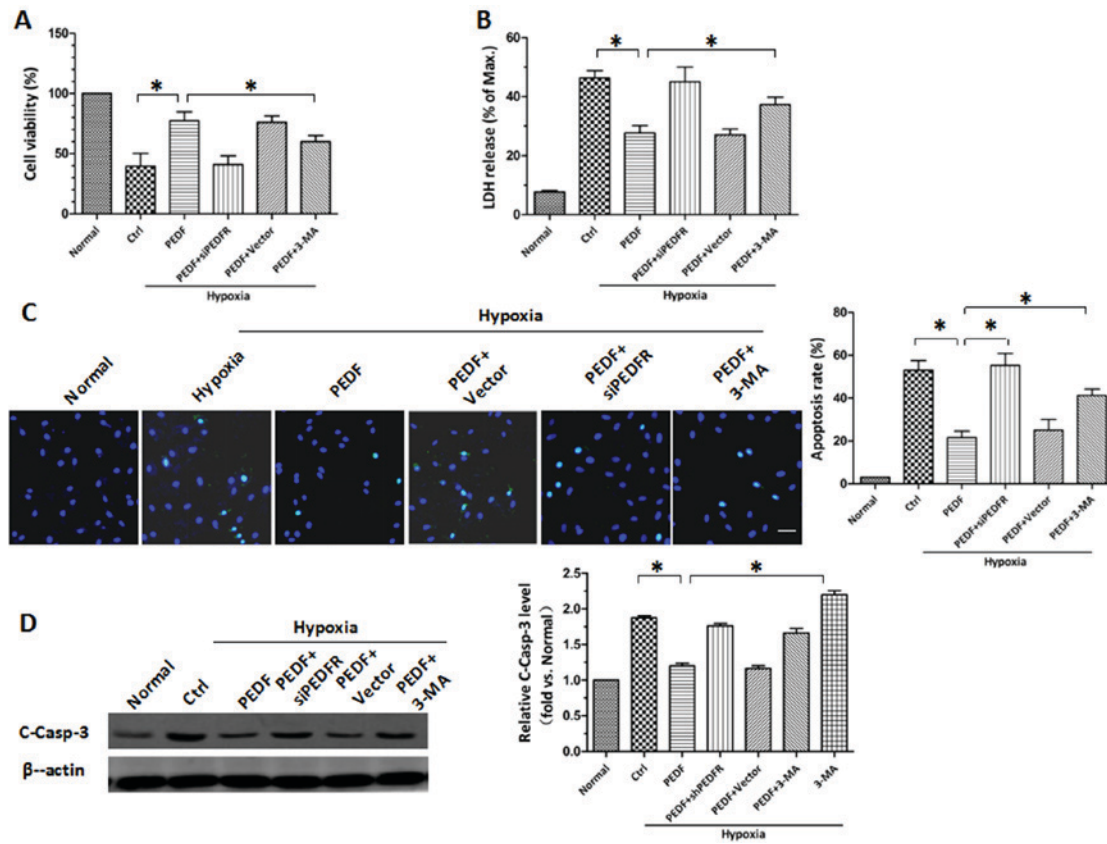 A
Cell viability (%)
150
100
50
0
*
*
Normal
Ctrl
PEDF
PEDF+siPEDFR
PEDF+Vector
PEDF+3-MA
Hypoxia
B
LDH release (% of Max.)
60
40
20
0
*
*
Normal
Ctrl
PEDF
PEDF+siPEDFR
PEDF+Vector
PEDF+3-MA
Hypoxia
C
Hypoxia
Normal
Hypoxia
PEDF
PEDF+
Vector
PEDF+
siPEDFR
PEDF+
3-MA
Apoptosis rate (%)
80
60
40
20
0
*
*
*
Normal
Ctrl
PEDF
PEDF+siPEDFR
PEDF+Vector
PEDF+3-MA
Hypoxia
D
Hypoxia
Normal
Ctrl
PEDF
PEDF+
siPEDFR
PEDF+
Vector
PEDF+
3-MA
C-Casp-3
β--actin
Relative C-Casp-3 level
(fold vs. Normal)
2.5
2.0
1.5
1.0
0.5
0.0
*
*
Normal
Ctrl
PEDF
PEDF+shPEDFR
PEDF+Vector
PEDF+3-MA
3-MA
Hypoxia